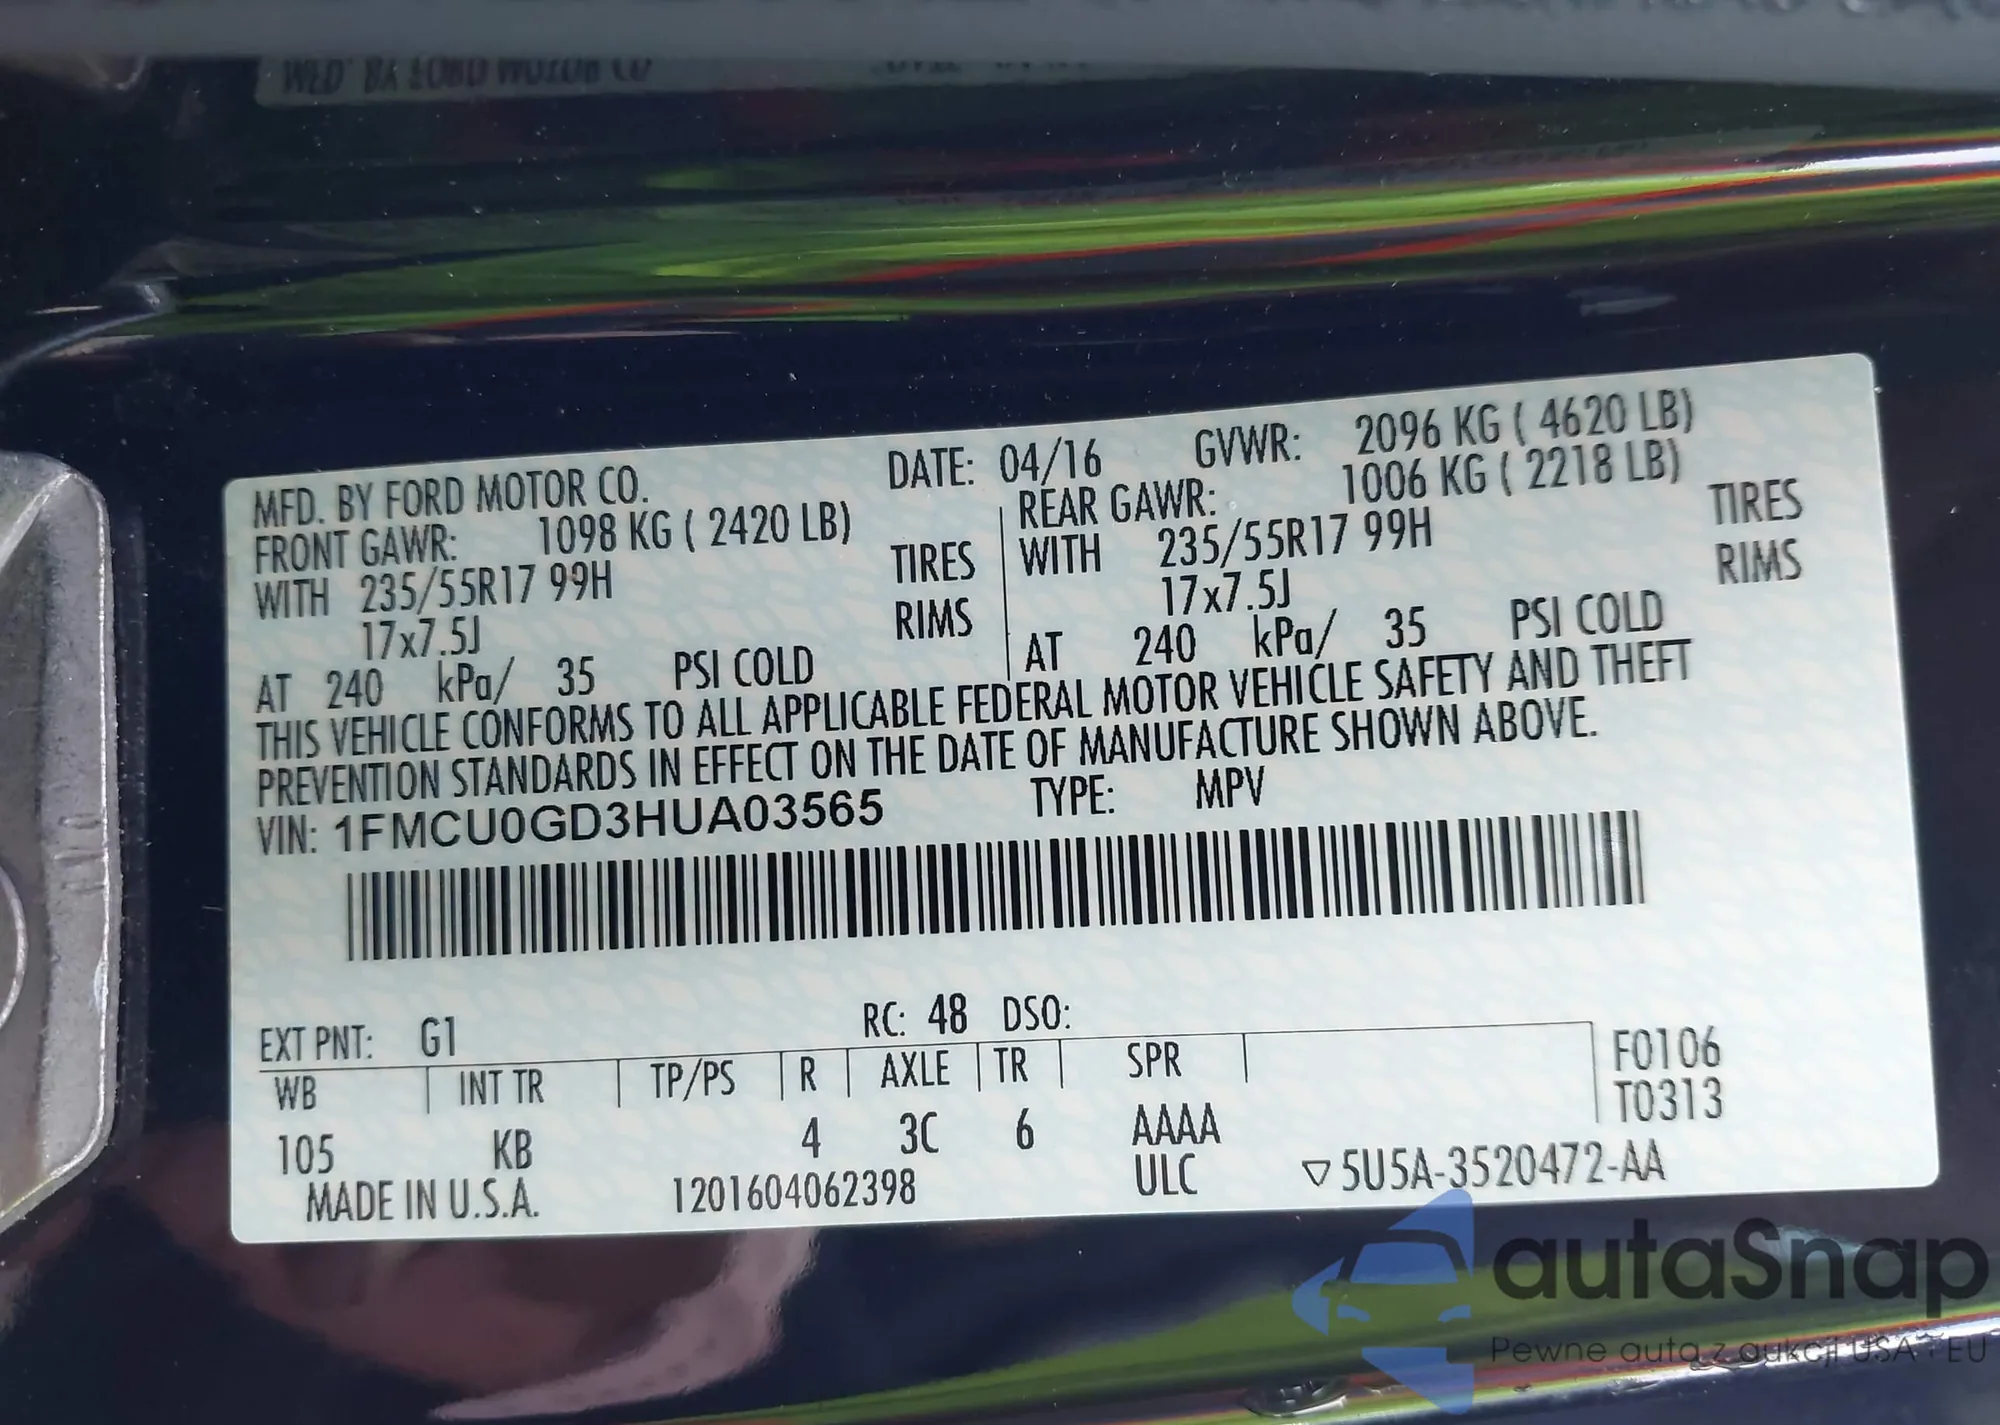 MFD. BY FORD MOTOR CO. DATE: 04/16 GVWR: 2096 KG ( 4620 LB)
FRONT GAWR: 1098 KG ( 2420 LB) REAR GAWR: 1006 KG ( 2218 LB)
WITH 235/55R17 99H TIRES WITH 235/55R17 99H TIRES
17x7.5J RIMS 17x7.5J RIMS
AT 240 kPa/ 35 PSI COLD AT 240 kPa/ 35 PSI COLD
THIS VEHICLE CONFORMS TO ALL APPLICABLE FEDERAL MOTOR VEHICLE SAFETY AND THEFT
PREVENTION STANDARDS IN EFFECT ON THE DATE OF MANUFACTURE SHOWN ABOVE.
VIN: 1FMCU0GD3HUA03565 TYPE: MPV
EXT PNT: G1 RC: 48 DSO:
WB INT TR TP/PS R AXLE TR SPR F0106
T0313
105 KB 4 3C 6 AAAA
MADE IN U.S.A. 1201604062398 ULC ▽5U5A-3520472-AA
autaSnap
Pewne auta z aukcji USA i EU